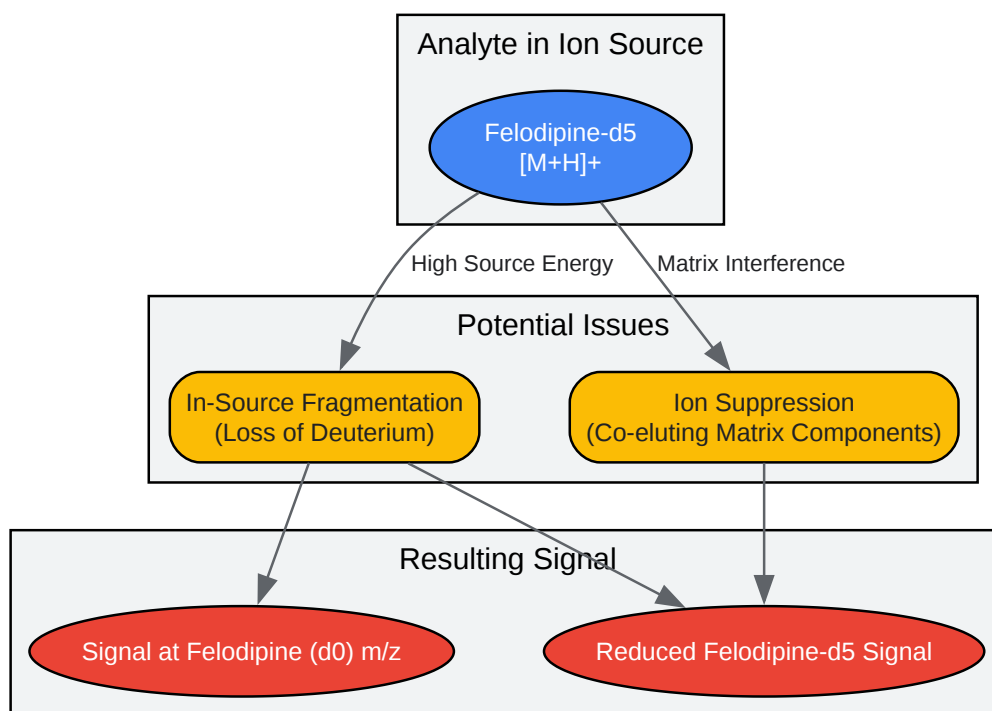 Analyte in Ion Source
Felodipine-d5
[M+H]+
High Source Energy
Matrix Interference
Potential Issues
In-Source Fragmentation
(Loss of Deuterium)
Ion Suppression
(Co-eluting Matrix Components)
Resulting Signal
Signal at Felodipine (d0) m/z
Reduced Felodipine-d5 Signal